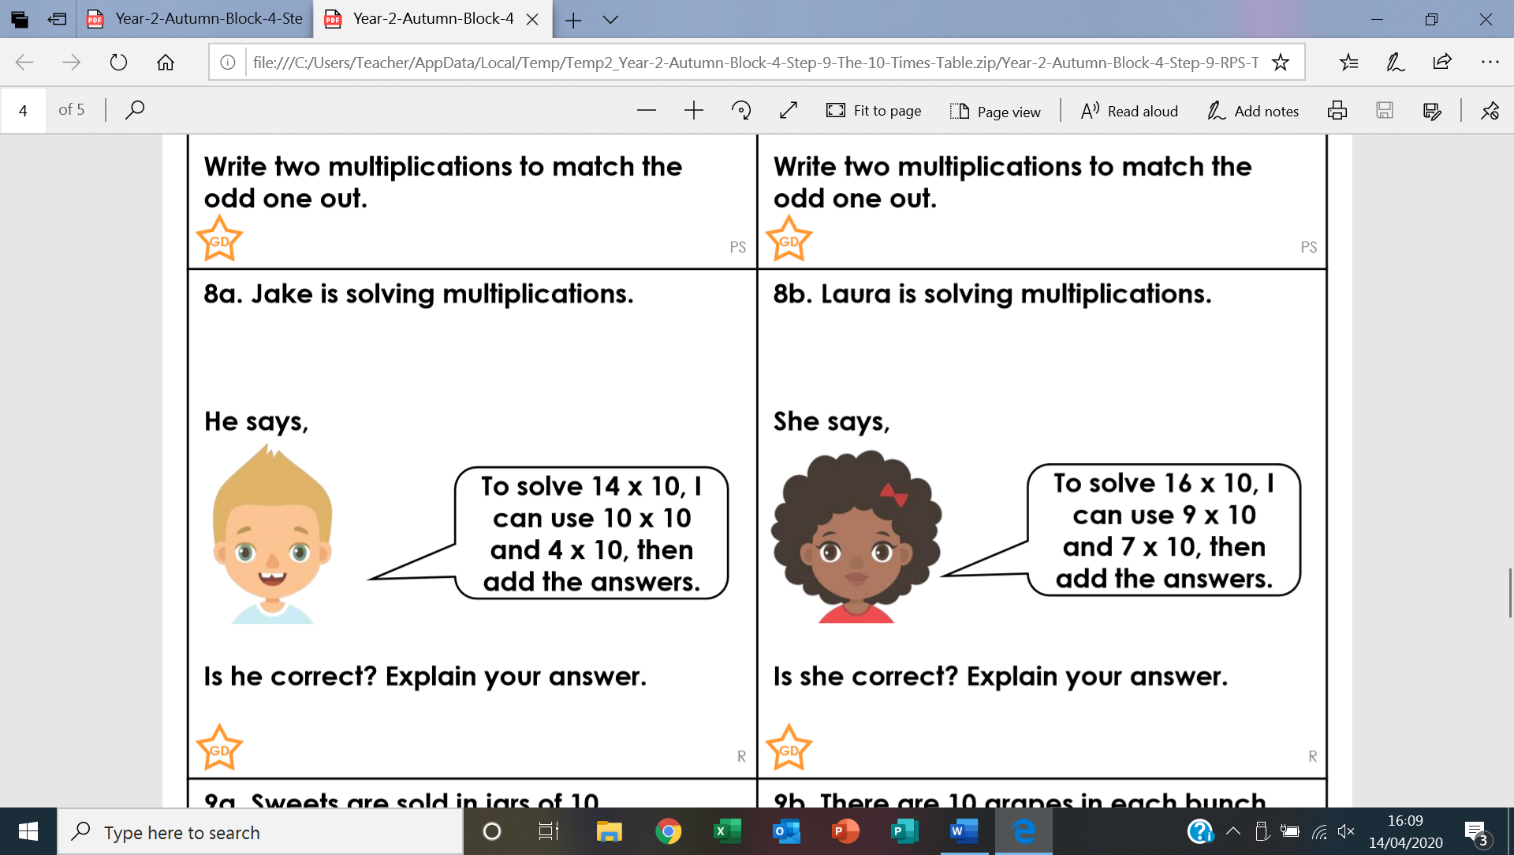 Year-2-Autumn-Block-4-Ste
Year-2-Autumn-Block-4
file:///C:/Users/Teacher/AppData/Local/Temp/Temp2_Year-2-Autumn-Block-4-Step-9-The-10-Times-Table.zip/Year-2-Autumn-Block-4-Step-9-RPS-T
4 of 5
Fit to page
Page view
Read aloud
Add notes
Write two multiplications to match the
odd one out.
GD
PS
Write two multiplications to match the
odd one out.
GD
PS
8a. Jake is solving multiplications.
He says,
To solve 14 x 10, I
can use 10 x 10
and 4 x 10, then
add the answers.
Is he correct? Explain your answer.
GD
R
8b. Laura is solving multiplications.
She says,
To solve 16 x 10, I
can use 9 x 10
and 7 x 10, then
add the answers.
Is she correct? Explain your answer.
GD
R
9a. Sweets are sold in jars of 10.
9b. There are 10 grapes in each bunch.
Type here to search
16:09
14/04/2020
3